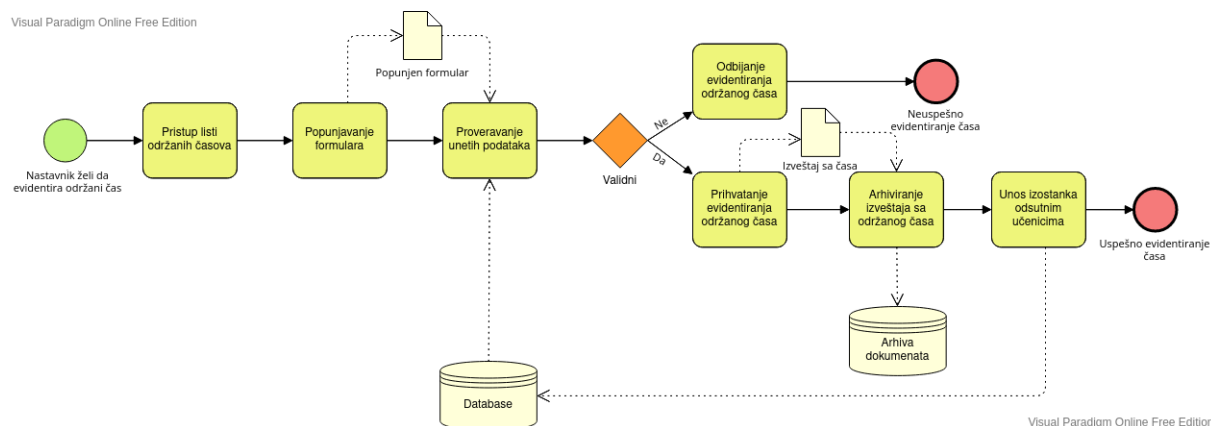 Visual Paradigm Online Free Edition
Popunjen formular
Nastavnik želi da
evidentira održani čas
Pristup listi
održanih časova
Popunjavanje
formulara
Proveravanje
unetih podataka
Validni
Ne
Da
Odbijanje
evidentiranja
održanog časa
Neuspešno
evidentiranje časa
Izveštaj sa časa
Prihvatanje
evidentiranja
održanog časa
Arhiviranje
izveštaja sa
održanog časa
Unos izostanka
odsutnim
učenicima
Uspešno evidentiranje
časa
Arhiva
dokumenata
Database
Visual Paradigm Online Free Edition